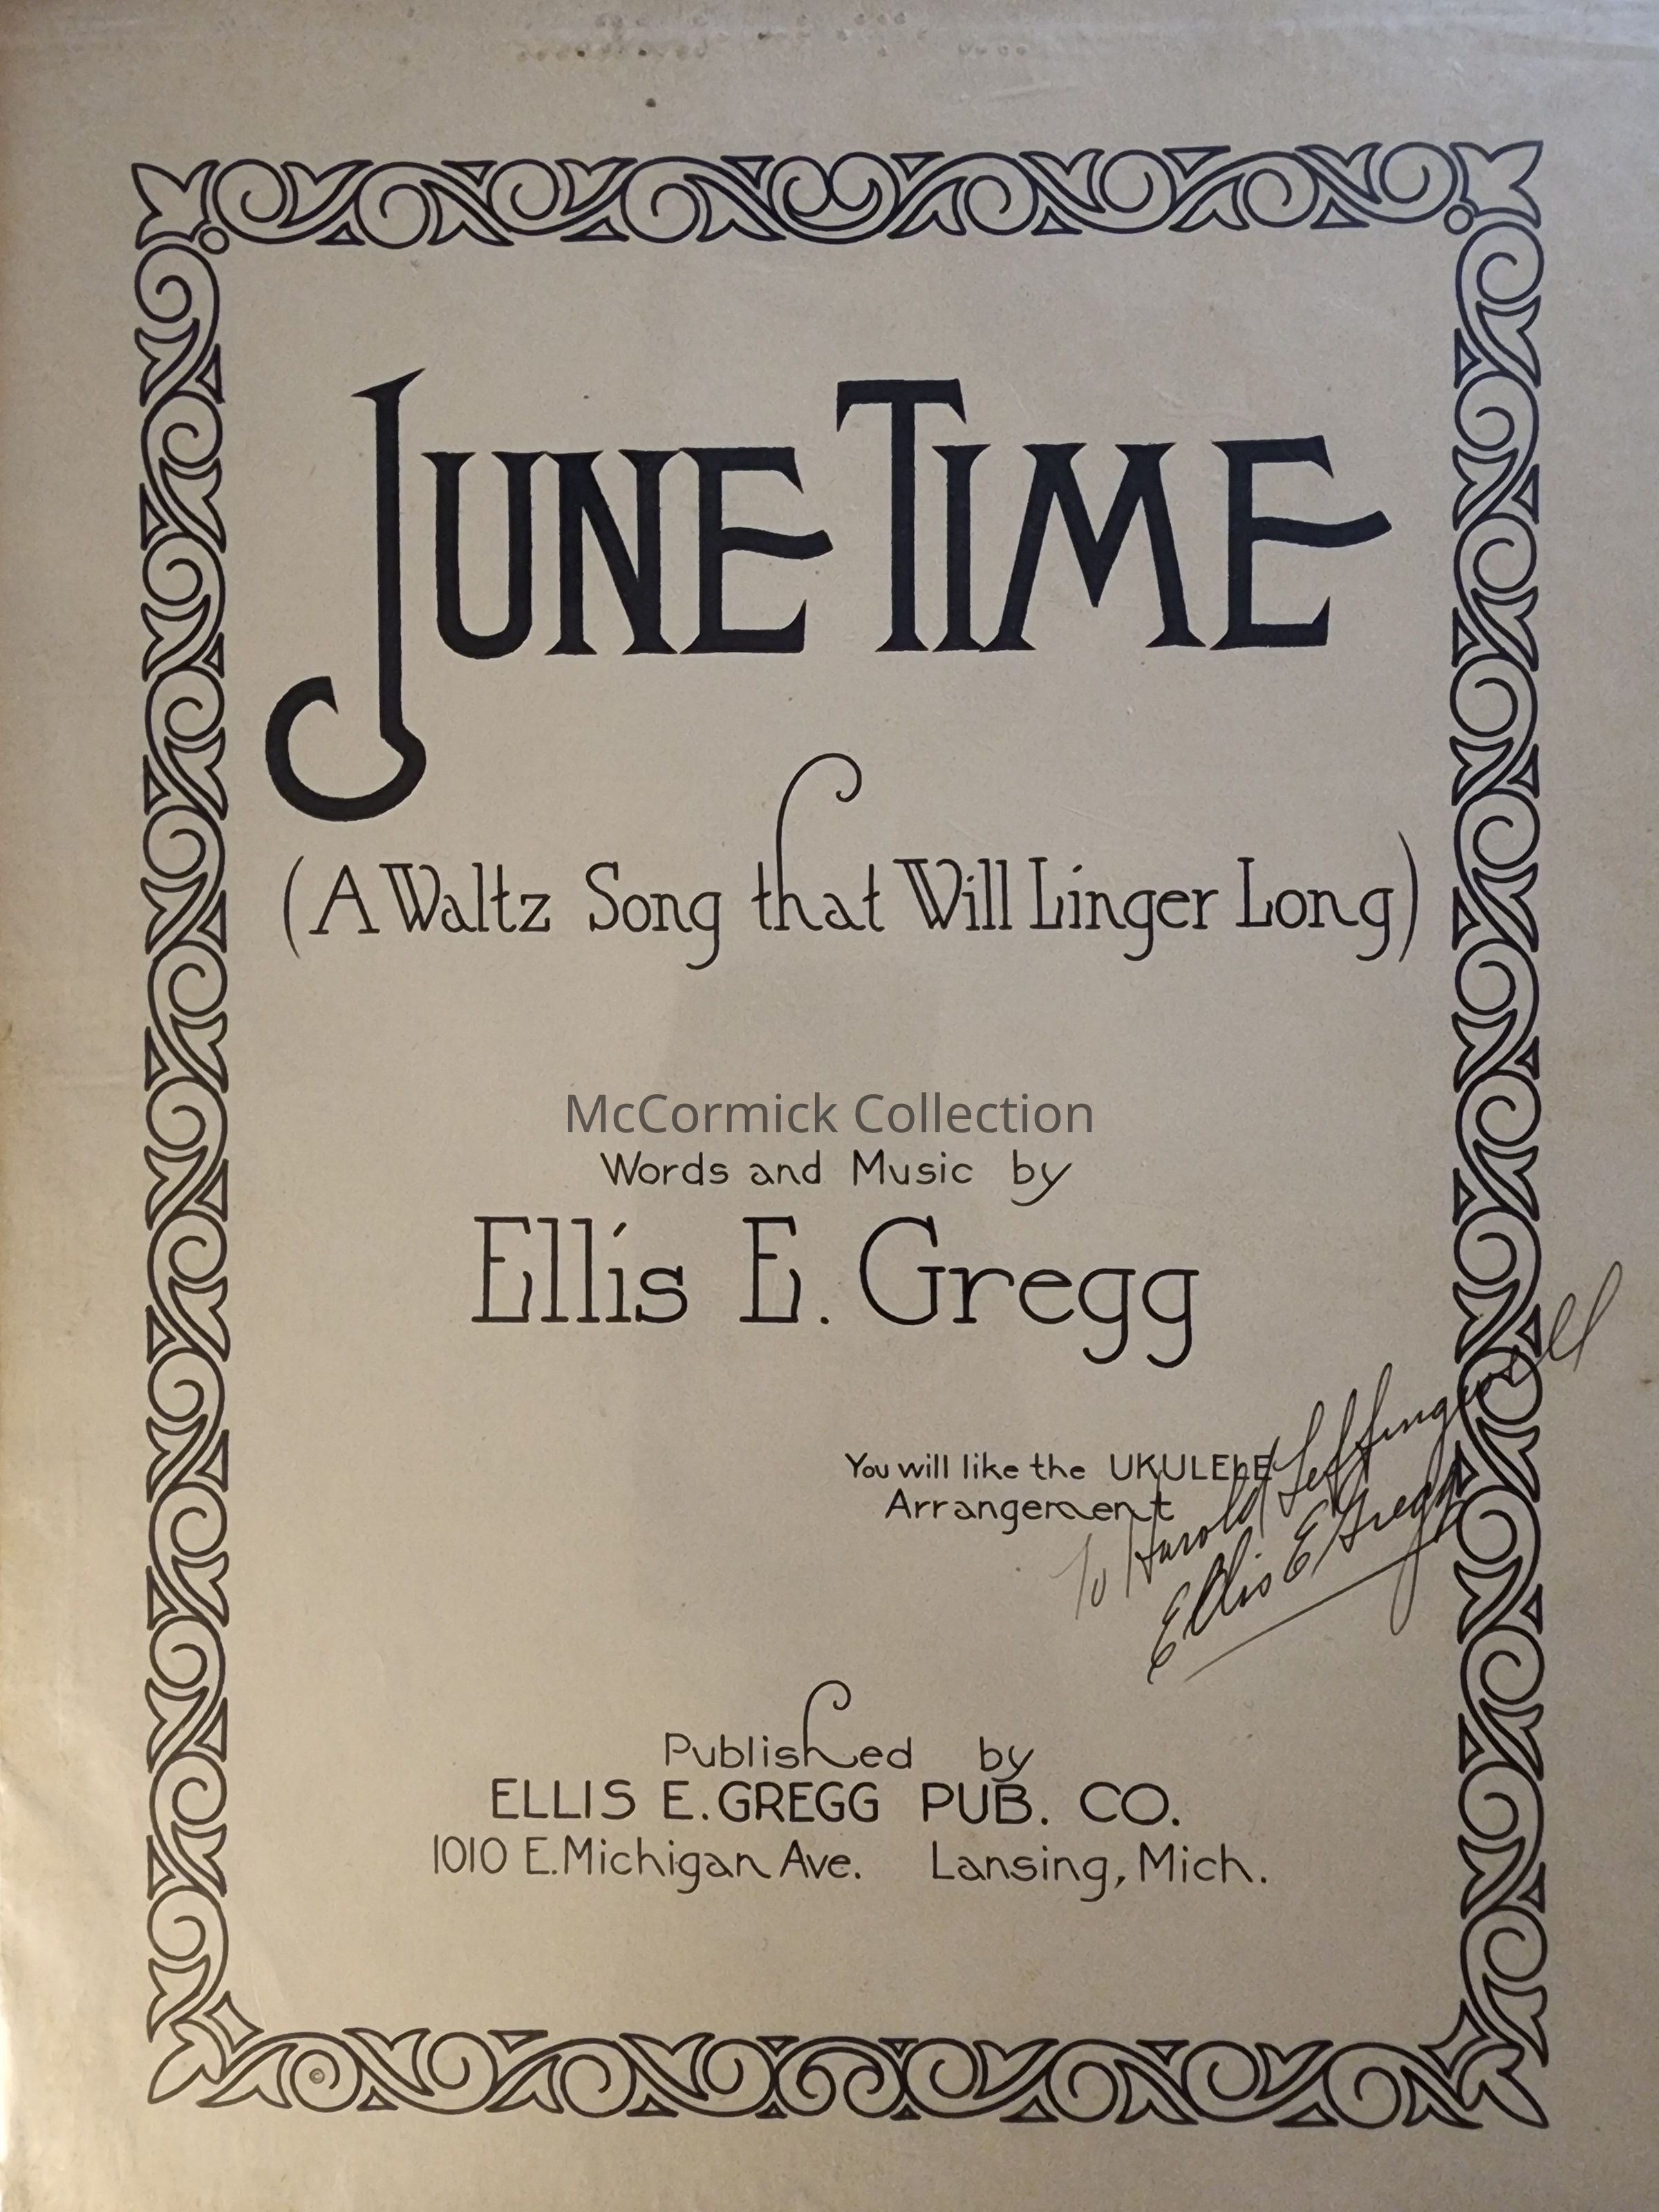 JUNE TIME
(A Waltz Song that Will Linger Long)
McCormick Collection
Words and Music by
Ellis E. Gregg
You will like the UKULELE
Arrangement
To Harold Leffingwell
Ellis E Gregg
Published by
ELLIS E. GREGG PUB. CO.
1010 E. Michigan Ave. Lansing, Mich.
©